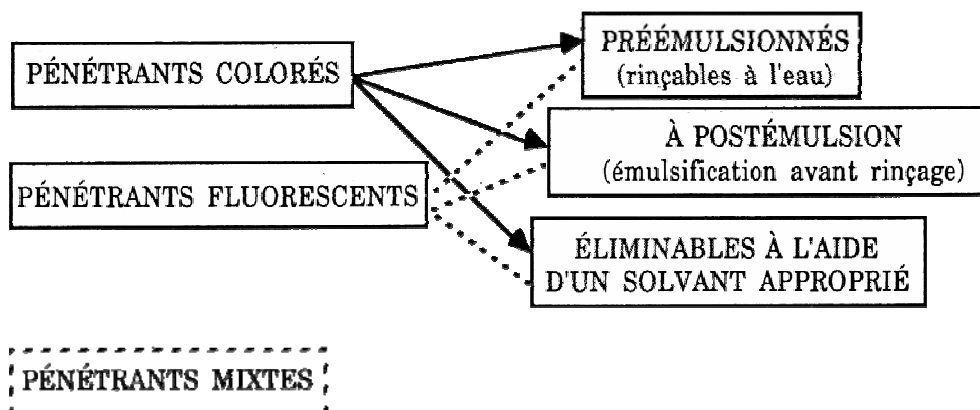 PÉNÉTRANTS COLORÉS
PÉNÉTRANTS FLUORESCENTS
PRÉÉMULSIONNÉS
(rinçables à l'eau)
À POSTÉMULSION
(émulsification avant rinçage)
ÉLIMINABLES À L'AIDE
D'UN SOLVANT APPROPRIÉ
PÉNÉTRANTS MIXTES